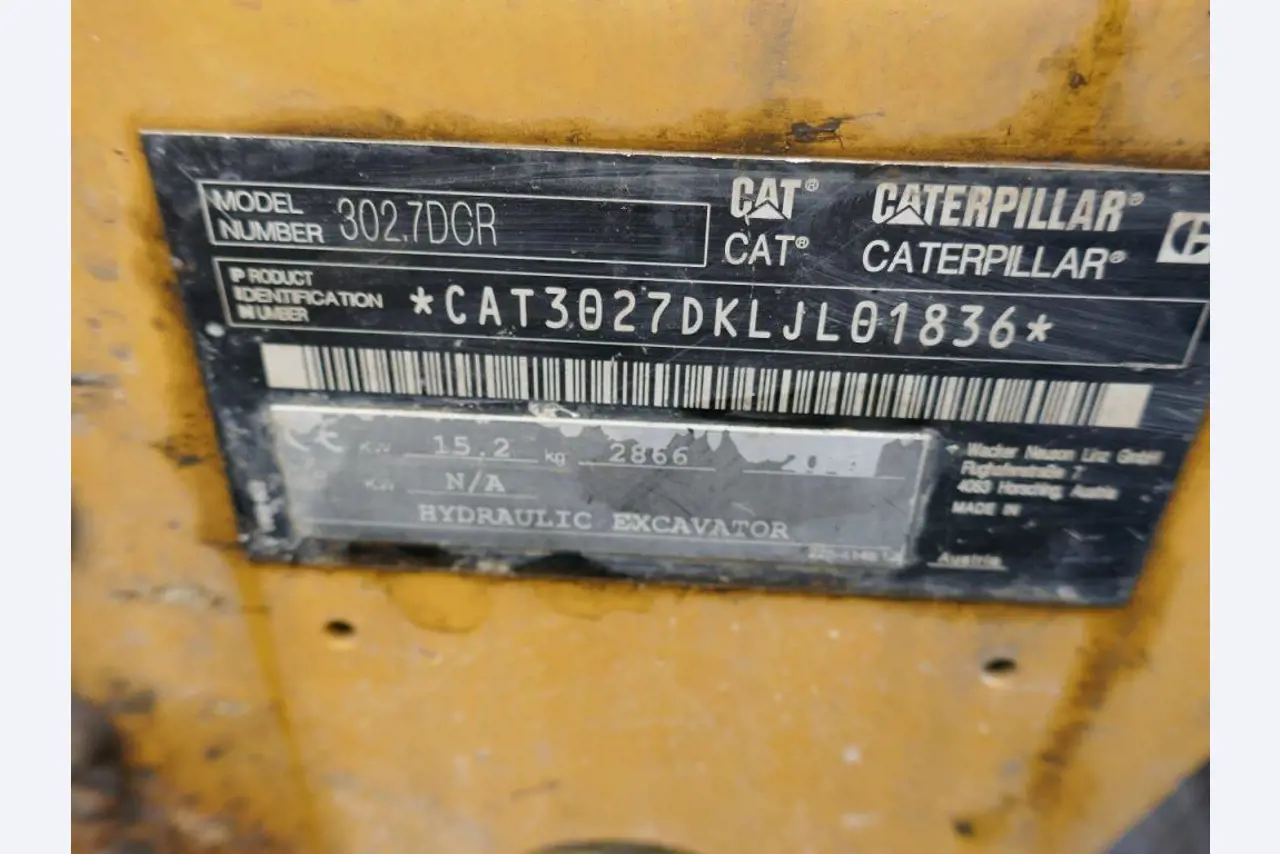 MODEL NUMBER 302.7DCR
CAT® CATERPILLAR®
CAT® CATERPILLAR®
PRODUCT IDENTIFICATION NUMBER *CAT3027DKLJL01836*
KW 15.2 kg 2866
N/A
HYDRAULIC EXCAVATOR
Wacker Neuson Linz GmbH
Flughafenstraße 7
4063 Hörsching, Austria
MADE IN
Austria